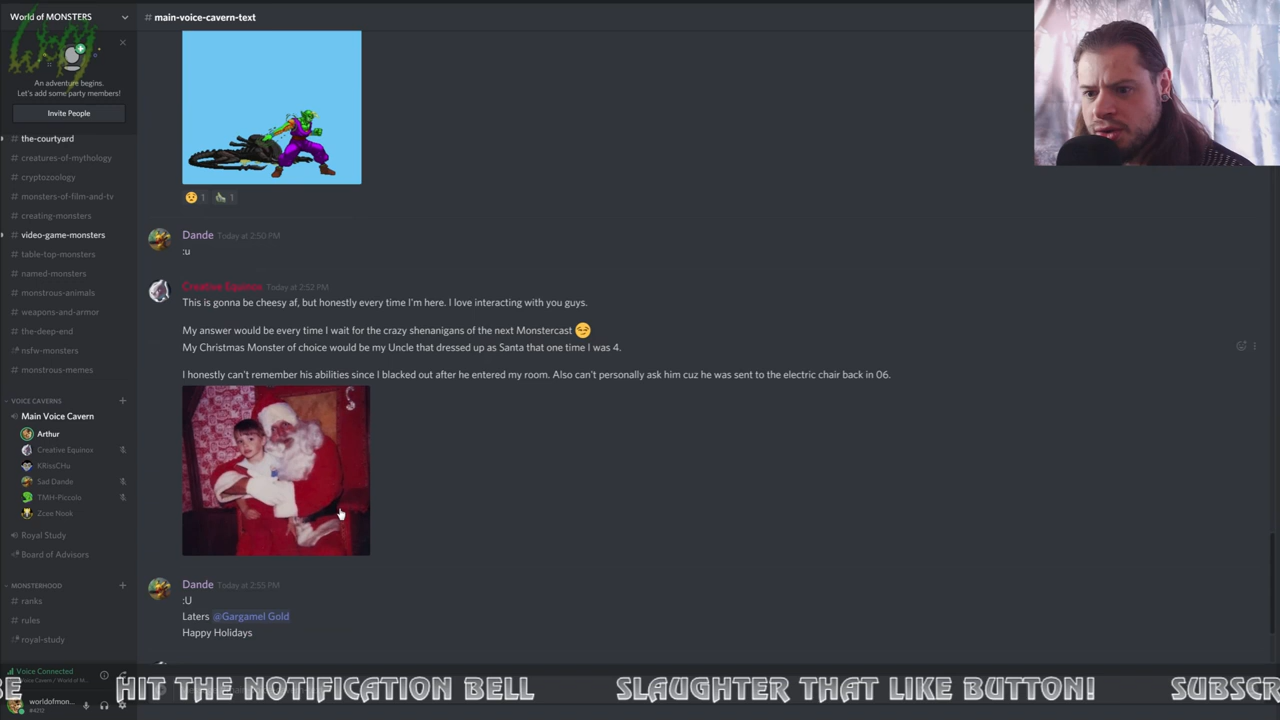 World of MONSTERS
# main-voice-cavern-text
An adventure begins.
Let's add some party members!
Invite People
# the-courtyard
# creatures-of-mythology
# cryptozoology
# monsters-of-film-and-tv
# creating-monsters
# video-game-monsters
# table-top-monsters
# named-monsters
# monstrous-animals
# weapons-and-armor
# the-deep-end
nsfw-monsters
# monstrous-memes
VOICE CAVERNS
Main Voice Cavern
Arthur
Creative Equinox
KRissCHu
Sad Dande
TMH-Piccolo
Zcee Nook
Royal Study
Board of Advisors
MONSTERHOOD
# ranks
# rules
royal-study
Voice Connected
worldofmon...
#4212
1
1
Dande Today at 2:50 PM
:u
Creative Equinox Today at 2:52 PM
This is gonna be cheesy af, but honestly every time I'm here. I love interacting with you guys.
My answer would be every time I wait for the crazy shenanigans of the next Monstercast
My Christmas Monster of choice would be my Uncle that dressed up as Santa that one time I was 4.
I honestly can't remember his abilities since I blacked out after he entered my room. Also can't personally ask him cuz he was sent to the electric chair back in 06.
Dande Today at 2:55 PM
:U
Laters @Gargamel Gold
Happy Holidays
BE HIT THE NOTIFICATION BELL SLAUGHTER THAT LIKE BUTTON! SUBSCR